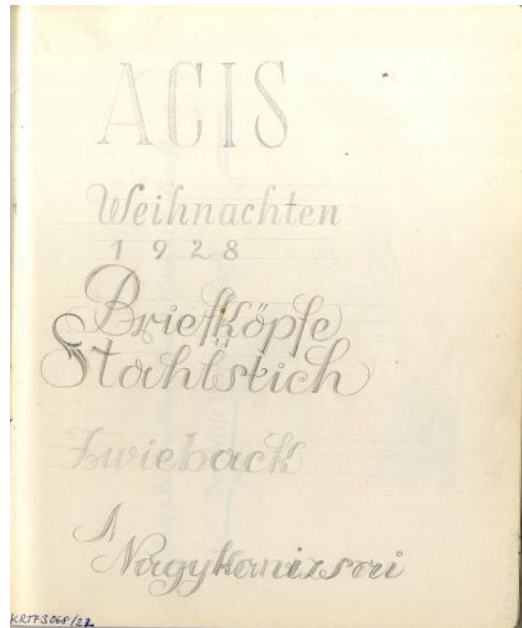 ACIS
Weihnachten
1928
Briefköpfe
ü
Stahlstich
Zwieback
A
Nagykanizsai
KRTF3068/22